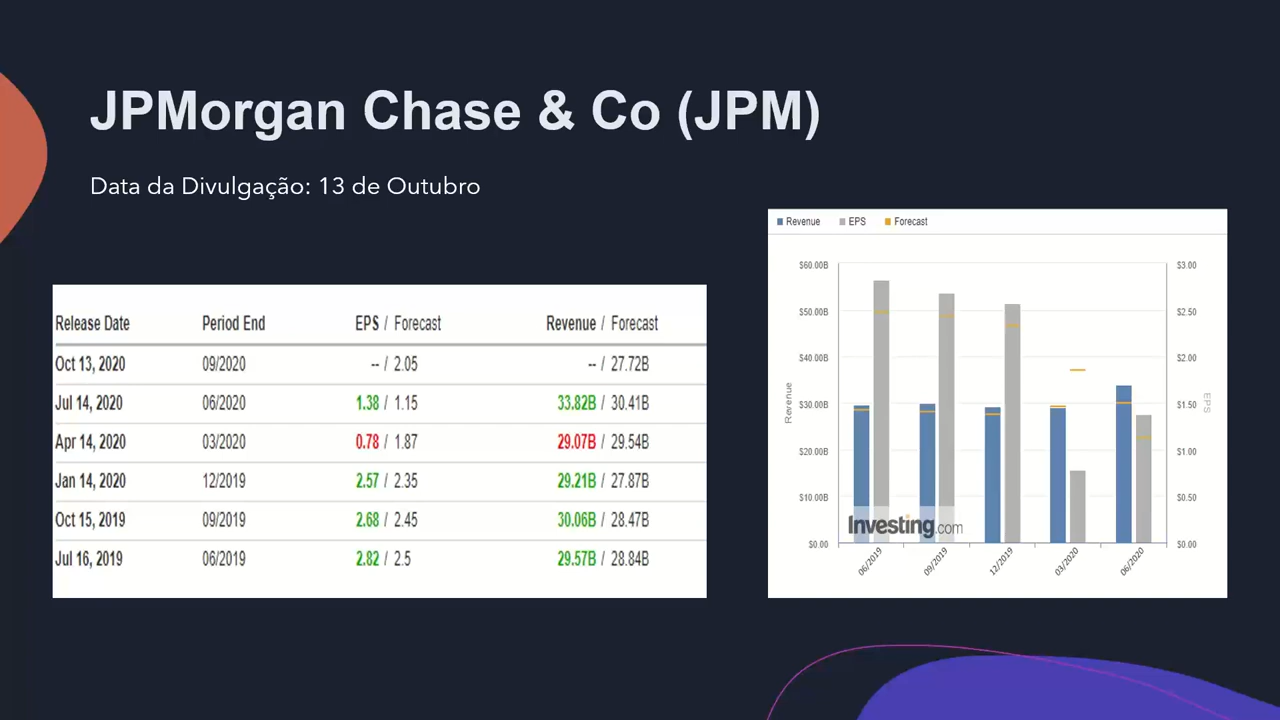 JPMorgan Chase & Co (JPM)
Data da Divulgação: 13 de Outubro
Release Date Period End EPS / Forecast Revenue / Forecast
Oct 13, 2020 09/2020 -- / 2.05 -- / 27.72B
Jul 14, 2020 06/2020 1.38 / 1.15 33.82B / 30.41B
Apr 14, 2020 03/2020 0.78 / 1.87 29.07B / 29.54B
Jan 14, 2020 12/2019 2.57 / 2.35 29.21B / 27.87B
Oct 15, 2019 09/2019 2.68 / 2.45 30.06B / 28.47B
Jul 16, 2019 06/2019 2.82 / 2.5 29.57B / 28.84B
Revenue EPS Forecast
$60.00B $3.00
$50.00B $2.50
$40.00B $2.00
$30.00B $1.50
$20.00B $1.00
$10.00B $0.50
$0.00 $0.00
Revenue
EPS
Investing.com
06/2019 09/2019 12/2019 03/2020 06/2020